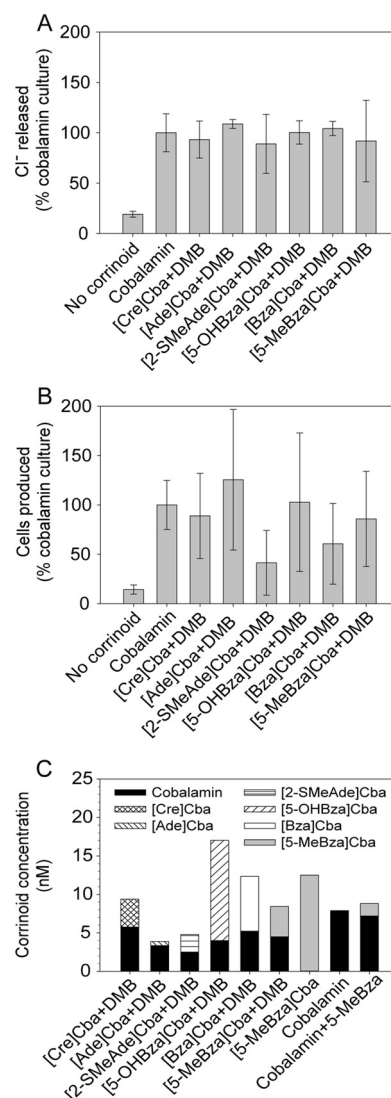 A
Cl⁻ released
(% cobalamin culture)
200
150
100
50
0
No corrinoid
Cobalamin
[Cre]Cba+DMB
[Ade]Cba+DMB
[2-SMeAde]Cba+DMB
[5-OHBza]Cba+DMB
[Bza]Cba+DMB
[5-MeBza]Cba+DMB
B
Cells produced
(% cobalamin culture)
200
150
100
50
0
No corrinoid
Cobalamin
[Cre]Cba+DMB
[Ade]Cba+DMB
[2-SMeAde]Cba+DMB
[5-OHBza]Cba+DMB
[Bza]Cba+DMB
[5-MeBza]Cba+DMB
C
Corrinoid concentration
(nM)
25
20
15
10
5
0
Cobalamin
[Cre]Cba
[Ade]Cba
[2-SMeAde]Cba
[5-OHBza]Cba
[Bza]Cba
[5-MeBza]Cba
[Cre]Cba+DMB
[Ade]Cba+DMB
[2-SMeAde]Cba+DMB
[5-OHBza]Cba+DMB
[Bza]Cba+DMB
[5-MeBza]Cba+DMB
[5-MeBza]Cba
Cobalamin
Cobalamin+5-MeBza